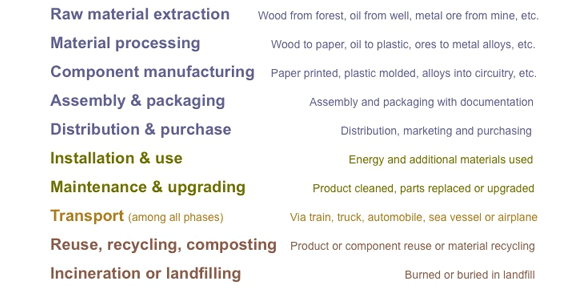 Raw material extraction Wood from forest, oil from well, metal ore from mine, etc.
Material processing Wood to paper, oil to plastic, ores to metal alloys, etc.
Component manufacturing Paper printed, plastic molded, alloys into circuitry, etc.
Assembly & packaging Assembly and packaging with documentation
Distribution & purchase Distribution, marketing and purchasing
Installation & use Energy and additional materials used
Maintenance & upgrading Product cleaned, parts replaced or upgraded
Transport (among all phases) Via train, truck, automobile, sea vessel or airplane
Reuse, recycling, composting Product or component reuse or material recycling
Incineration or landfilling Burned or buried in landfill